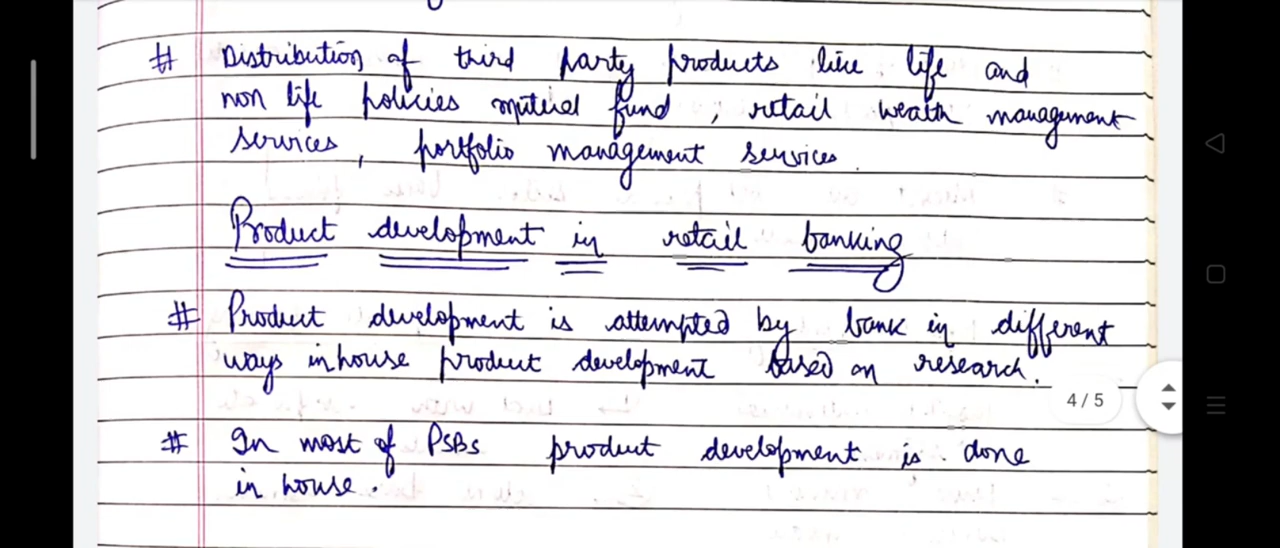 # Distribution of third party products like life and
non life policies mutual fund, retail wealth management
services, portfolio management services.
Product development in retail banking
# Product development is attempted by bank in different
ways inhouse product development based on research.
4 / 5
# In most of PSBs product development is done
in house.